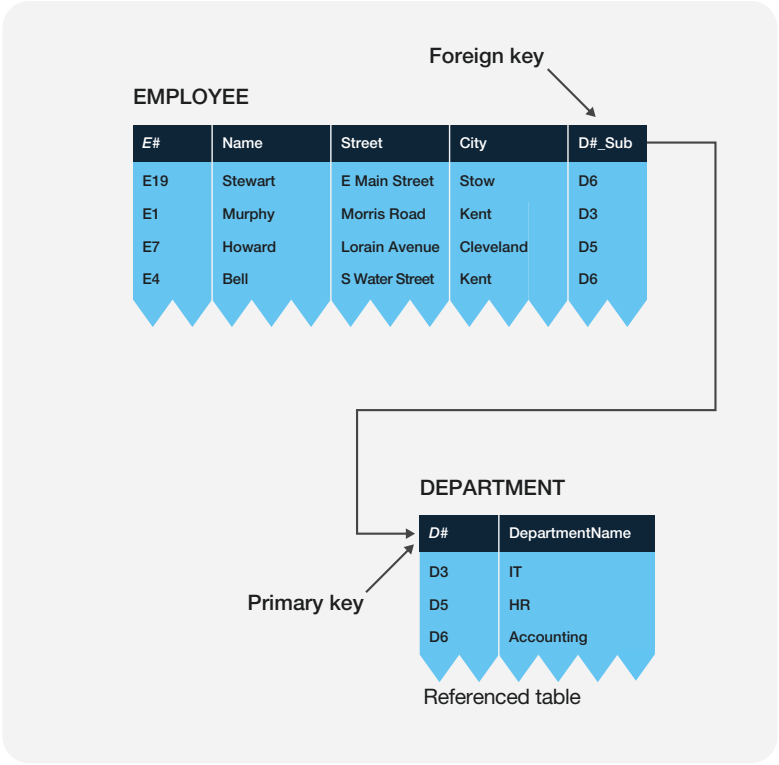 Foreign key
EMPLOYEE
E# Name Street City D#_Sub
E19 Stewart E Main Street Stow D6
E1 Murphy Morris Road Kent D3
E7 Howard Lorain Avenue Cleveland D5
E4 Bell S Water Street Kent D6
DEPARTMENT
D# DepartmentName
D3 IT
D5 HR
D6 Accounting
Primary key
Referenced table